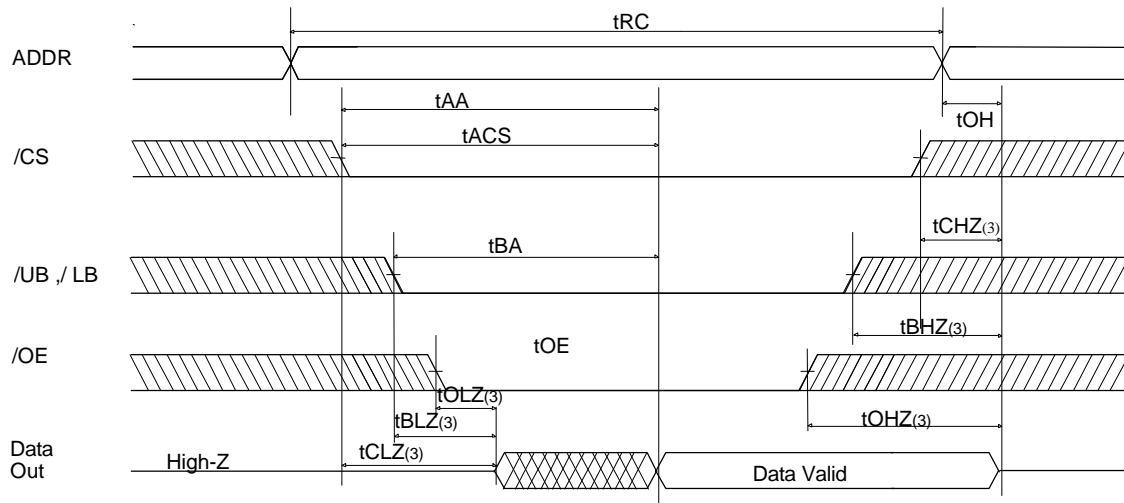 tRC
ADDR
tAA
tOH
tACS
/CS
tCHZ(3)
tBA
/UB ,/ LB
tBHZ(3)
tOE
/OE
tOLZ(3)
tBLZ(3)
tOHZ(3)
tCLZ(3)
Data
Out
High-Z
Data Valid